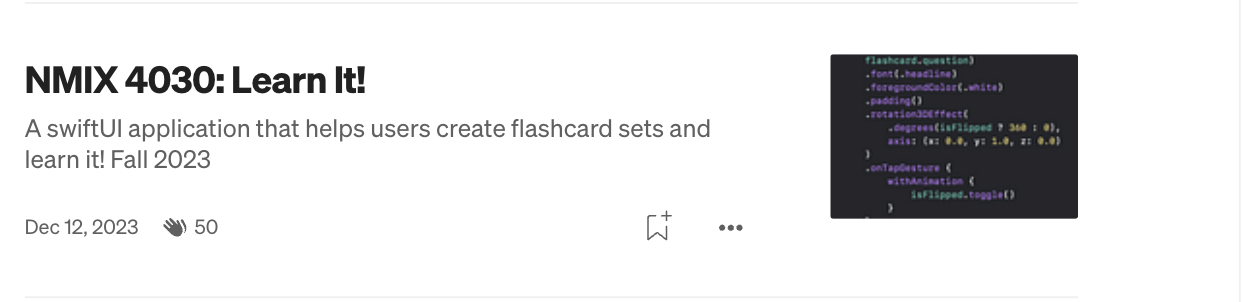 NMIX 4030: Learn It!
A swiftUI application that helps users create flashcard sets and
learn it! Fall 2023
Dec 12, 2023 50
flashcard.question)
.font(.headline)
.foregroundColor(.white)
.padding()
.rotation3DEffect(
.degrees(isFlipped ? 360 : 0),
axis: (x: 0.0, y: 1.0, z: 0.0)
)
.onTapGesture {
withAnimation {
isFlipped.toggle()
}